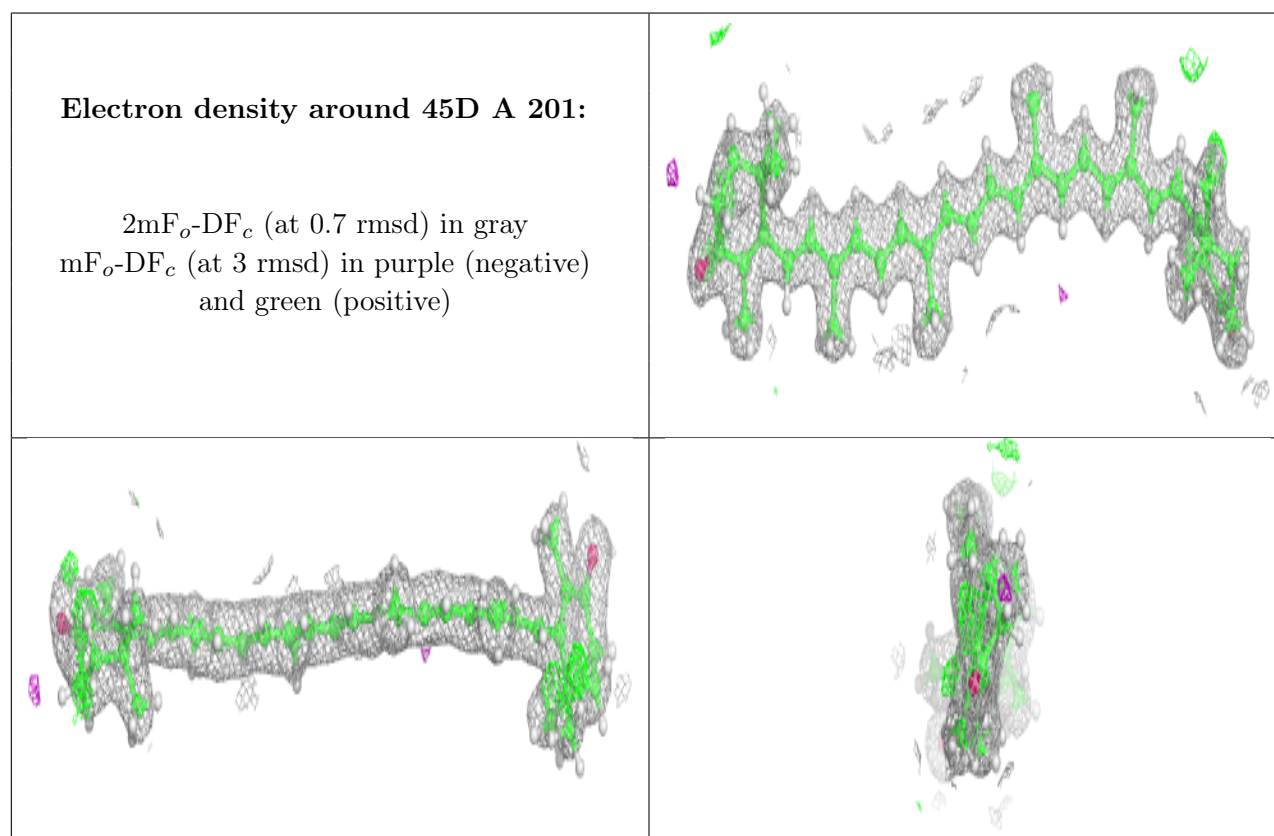 Electron density around 45D A 201:
2mFo-DFc (at 0.7 rmsd) in gray
mFo-DFc (at 3 rmsd) in purple (negative)
and green (positive)